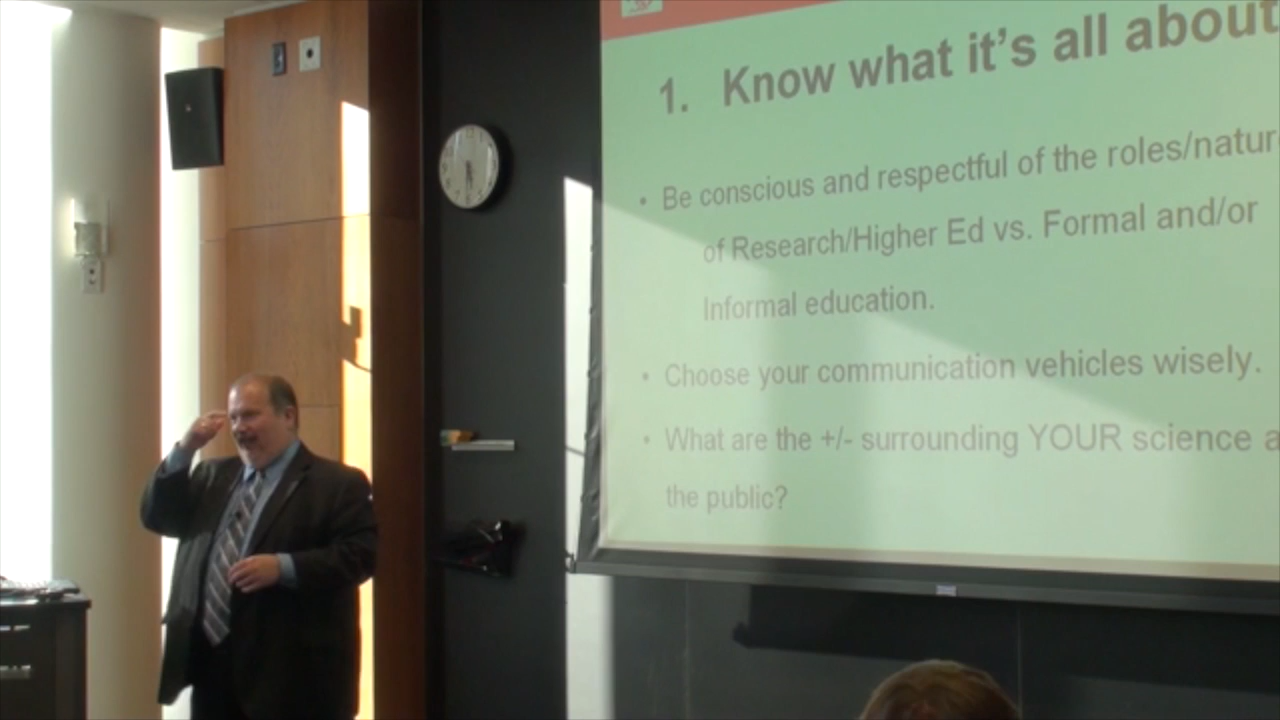 1. Know what it's all about
• Be conscious and respectful of the roles/natur
of Research/Higher Ed vs. Formal and/or
Informal education.
• Choose your communication vehicles wisely.
• What are the +/- surrounding YOUR science a
the public?